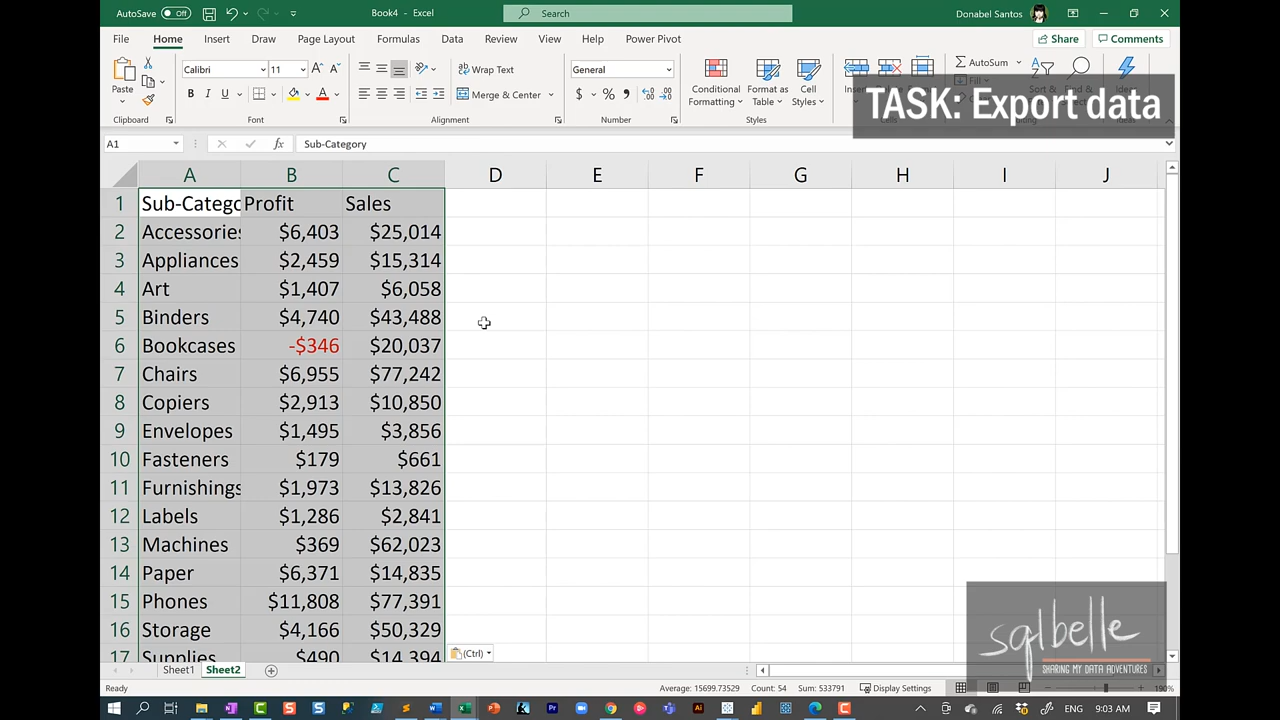 AutoSave Off Book4 - Excel Search Donabel Santos
File Home Insert Draw Page Layout Formulas Data Review View Help Power Pivot Share Comments
Paste Calibri 11 Wrap Text General Conditional Formatting Format as Table Cell Styles AutoSum
B I U Merge & Center $ % Fill
Clipboard Font Alignment Number Styles
TASK: Export data
A1 fx Sub-Category
A B C D E F G H I J
1 Sub-Catego Profit Sales
2 Accessories $6,403 $25,014
3 Appliances $2,459 $15,314
4 Art $1,407 $6,058
5 Binders $4,740 $43,488
6 Bookcases -$346 $20,037
7 Chairs $6,955 $77,242
8 Copiers $2,913 $10,850
9 Envelopes $1,495 $3,856
10 Fasteners $179 $661
11 Furnishings $1,973 $13,826
12 Labels $1,286 $2,841
13 Machines $369 $62,023
14 Paper $6,371 $14,835
15 Phones $11,808 $77,391
16 Storage $4,166 $50,329
17 Supplies $490 $14,394
(Ctrl)
sqlbelle
SHARING MY DATA ADVENTURES
Sheet1 Sheet2
Ready Average: 15699.73529 Count: 54 Sum: 533791 Display Settings 190%
ENG 9:03 AM